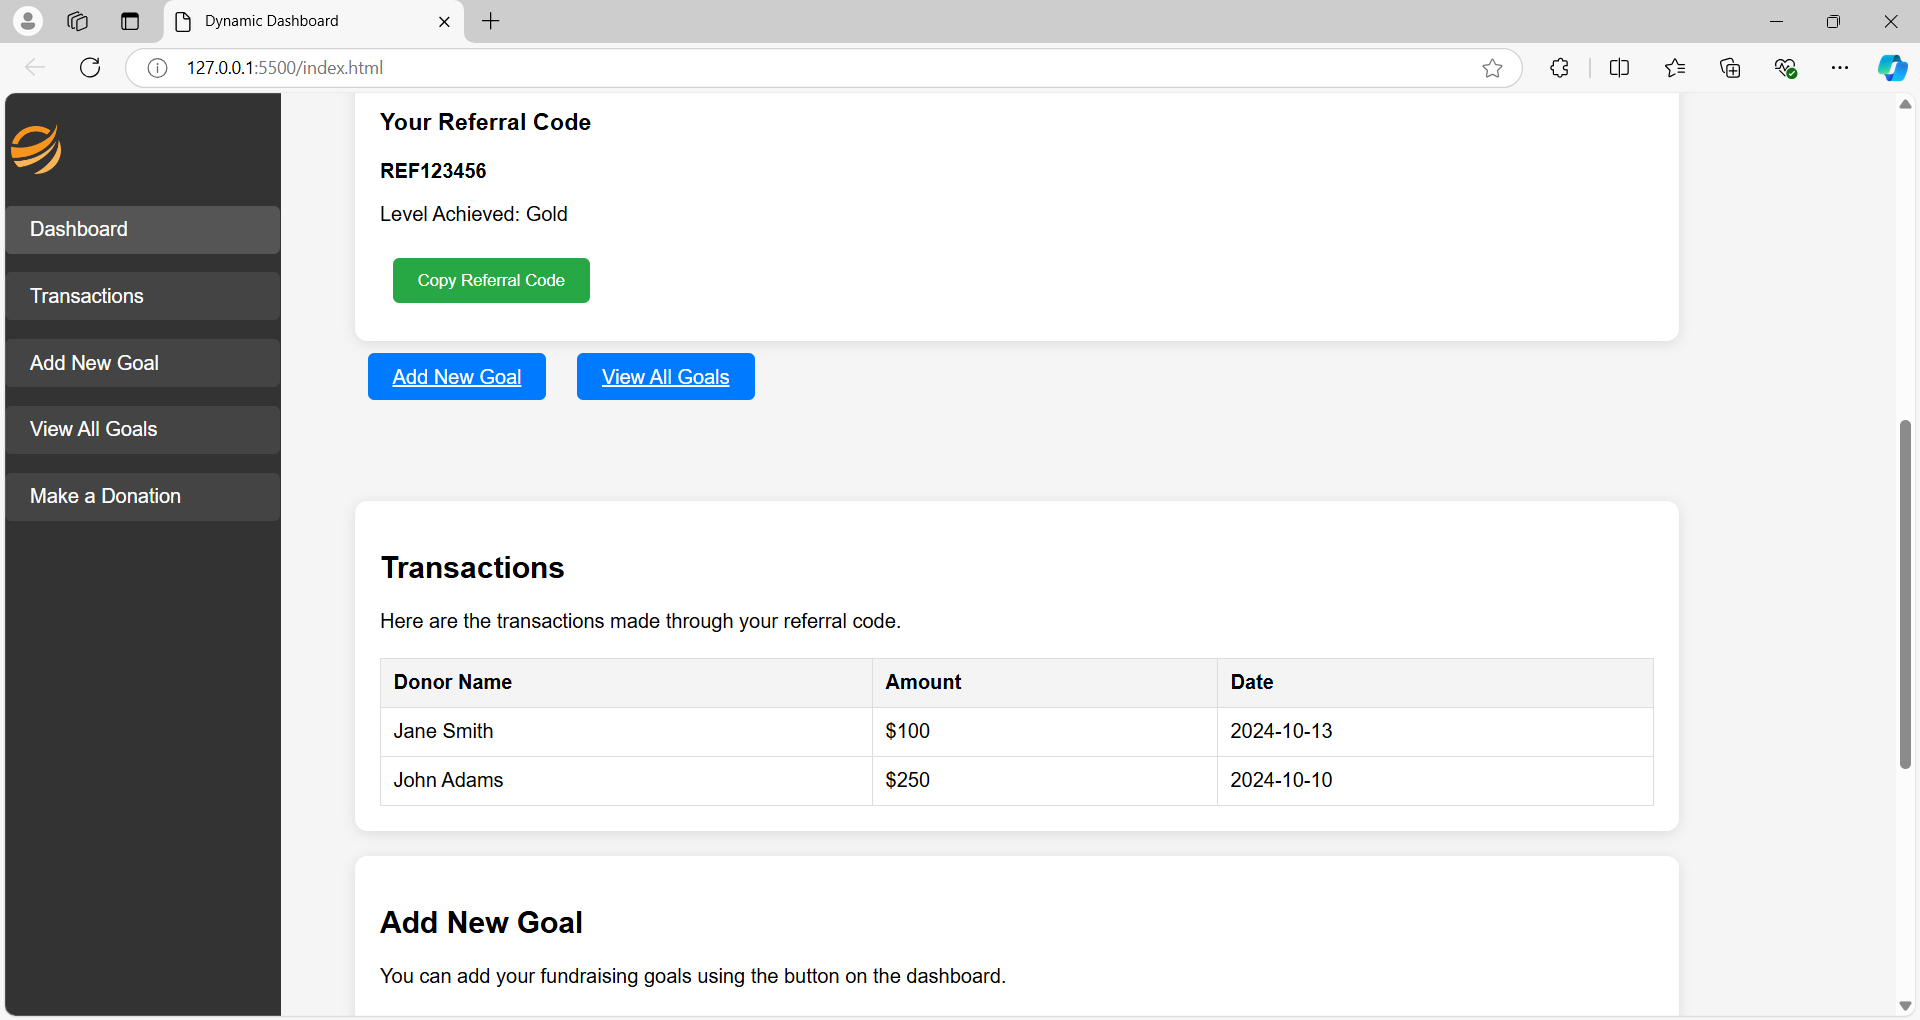 Dynamic Dashboard
127.0.0.1:5500/index.html
Dashboard
Transactions
Add New Goal
View All Goals
Make a Donation
Your Referral Code
REF123456
Level Achieved: Gold
Copy Referral Code
Add New Goal View All Goals
Transactions
Here are the transactions made through your referral code.
Donor Name Amount Date
Jane Smith $100 2024-10-13
John Adams $250 2024-10-10
Add New Goal
You can add your fundraising goals using the button on the dashboard.